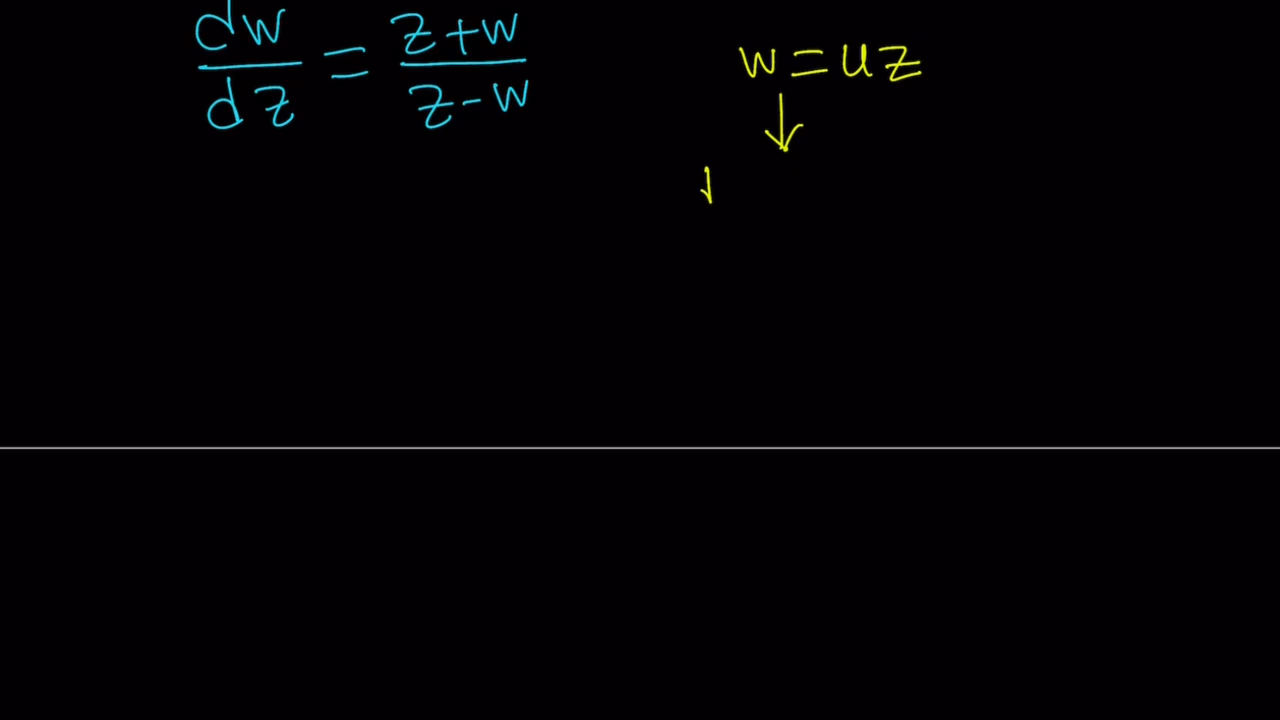 dw/dz = z+w/z-w
w = uz
↓